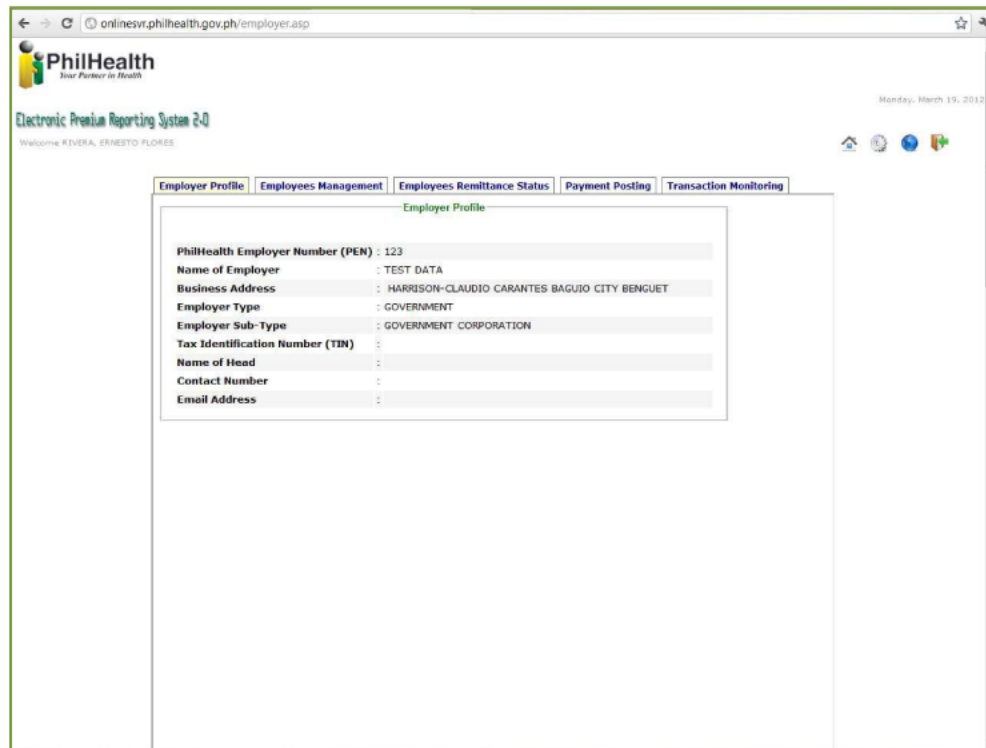 onlinesvr.philhealth.gov.ph/employer.asp
PhilHealth
Your Partner in Health
Monday, March 19, 2012
Electronic Premium Reporting System 2.0
Welcome RIVERA, ERNESTO FLORES
Employer Profile Employees Management Employees Remittance Status Payment Posting Transaction Monitoring
Employer Profile
PhilHealth Employer Number (PEN) : 123
Name of Employer : TEST DATA
Business Address : HARRISON-CLAUDIO CARANTES BAGUIO CITY BENGUET
Employer Type : GOVERNMENT
Employer Sub-Type : GOVERNMENT CORPORATION
Tax Identification Number (TIN) :
Name of Head :
Contact Number :
Email Address :